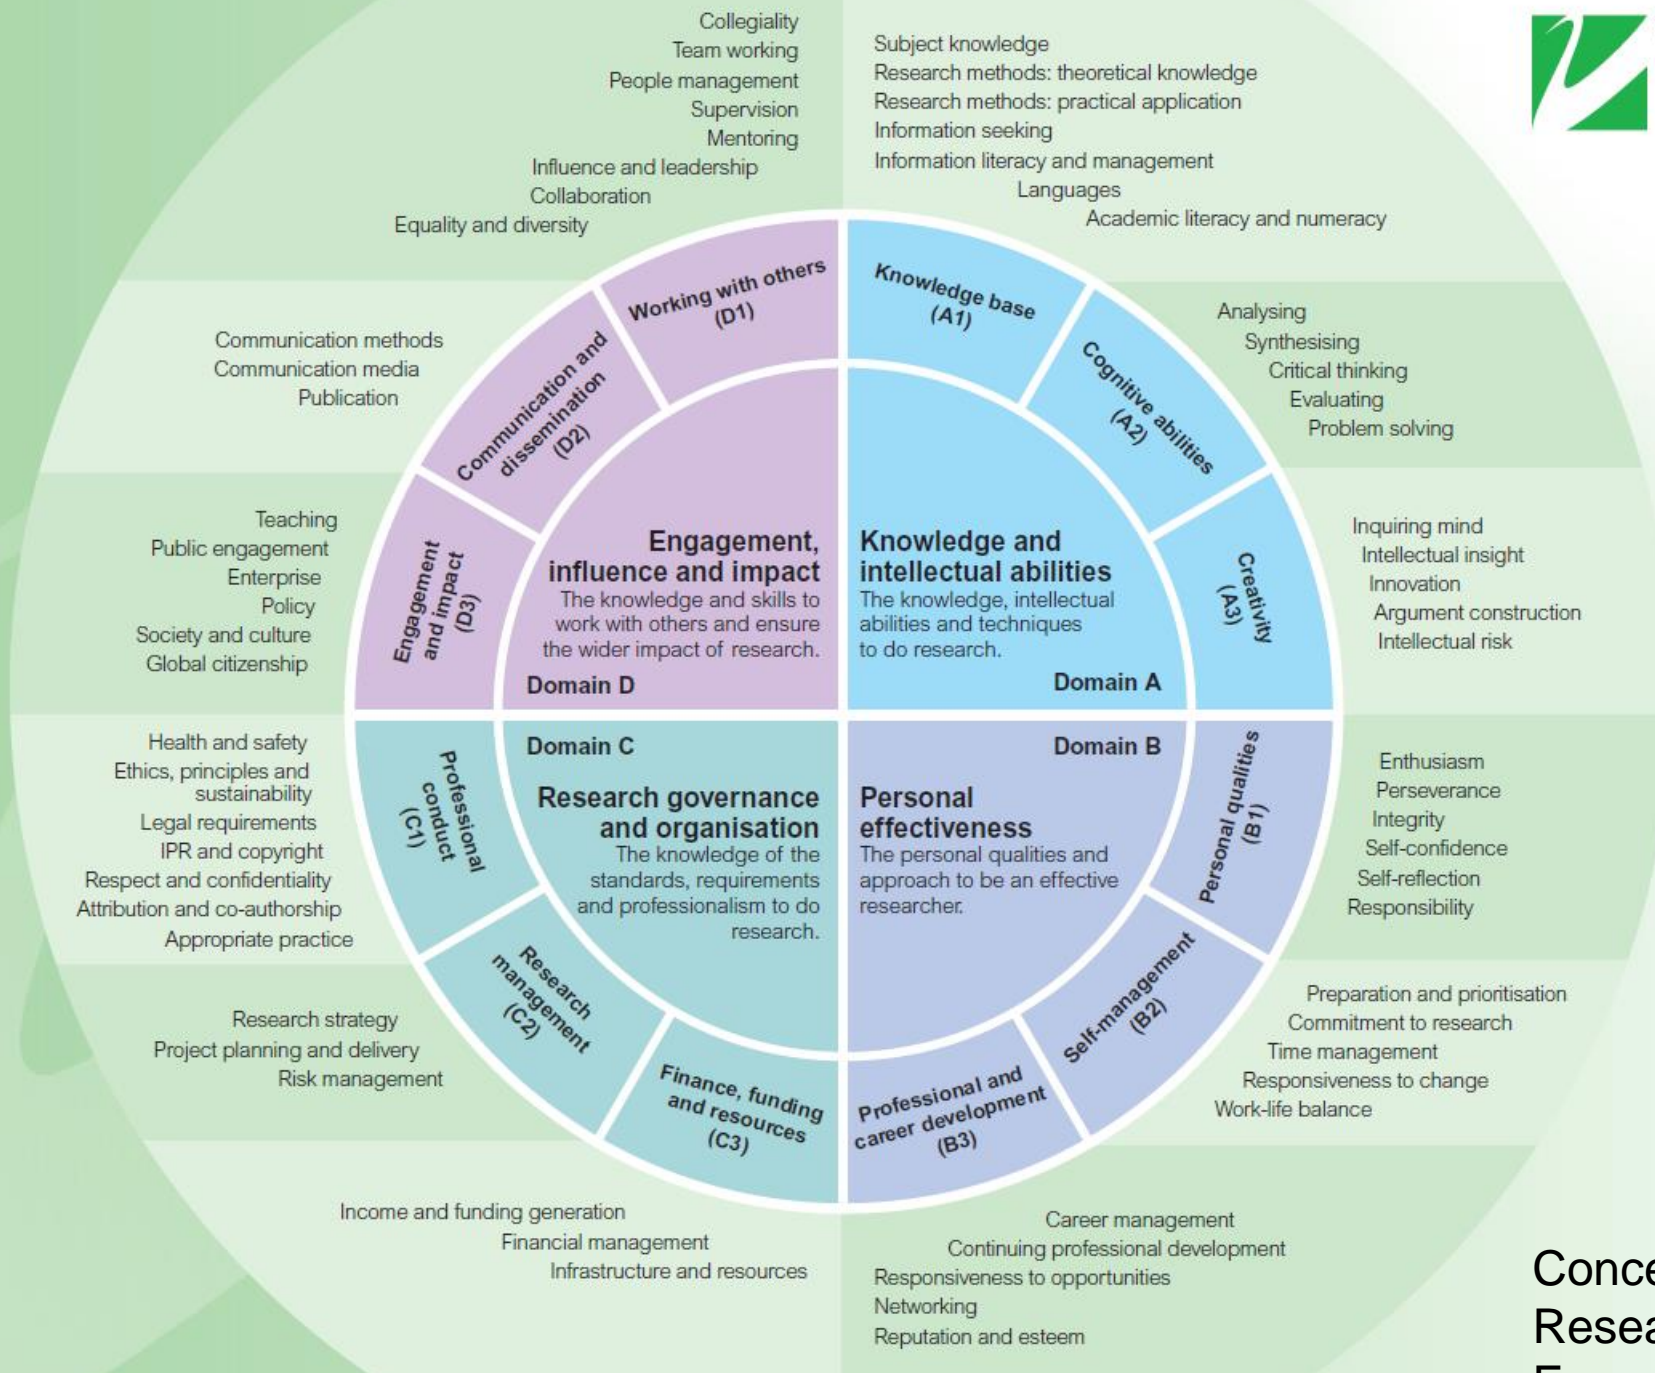 Collegiality
Team working
People management
Supervision
Mentoring
Influence and leadership
Collaboration
Equality and diversity
Subject knowledge
Research methods: theoretical knowledge
Research methods: practical application
Information seeking
Information literacy and management
Languages
Academic literacy and numeracy
Working with others
(D1)
Knowledge base
(A1)
Communication methods
Communication media
Publication
Communication and
dissemination
(D2)
Cognitive abilities
(A2)
Analysing
Synthesising
Critical thinking
Evaluating
Problem solving
Teaching
Public engagement
Enterprise
Policy
Society and culture
Global citizenship
Engagement
and impact
(D3)
Engagement,
influence and impact
The knowledge and skills to
work with others and ensure
the wider impact of research.
Domain D
Knowledge and
intellectual abilities
The knowledge, intellectual
abilities and techniques
to do research.
Domain A
Creativity
(A3)
Inquiring mind
Intellectual insight
Innovation
Argument construction
Intellectual risk
Health and safety
Ethics, principles and
sustainability
Legal requirements
IPR and copyright
Respect and confidentiality
Attribution and co-authorship
Appropriate practice
Professional
conduct
(C1)
Domain C
Research governance
and organisation
The knowledge of the
standards, requirements
and professionalism to do
research.
Domain B
Personal
effectiveness
The personal qualities and
approach to be an effective
researcher.
Personal qualities
(B1)
Enthusiasm
Perseverance
Integrity
Self-confidence
Self-reflection
Responsibility
Research strategy
Project planning and delivery
Risk management
Research
management
(C2)
Self-management
(B2)
Preparation and prioritisation
Commitment to research
Time management
Responsiveness to change
Work-life balance
Finance, funding
and resources
(C3)
Professional and
career development
(B3)
Income and funding generation
Financial management
Infrastructure and resources
Career management
Continuing professional development
Responsiveness to opportunities
Networking
Reputation and esteem
Conce
Resea